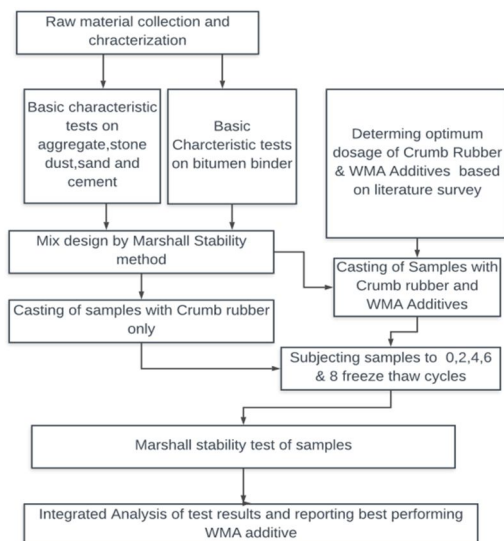 Raw material collection and
chracterization
Basic characteristic
tests on
aggregate,stone
dust,sand and
cement
Basic
Charcteristic tests
on bitumen binder
Determing optimum
dosage of Crumb Rubber
& WMA Additives based
on literature survey
Mix design by Marshall Stability
method
Casting of Samples with
Crumb rubber and
WMA Additives
Casting of samples with Crumb rubber
only
Subjecting samples to 0,2,4,6
& 8 freeze thaw cycles
Marshall stability test of samples
Integrated Analysis of test results and reporting best performing
WMA additive